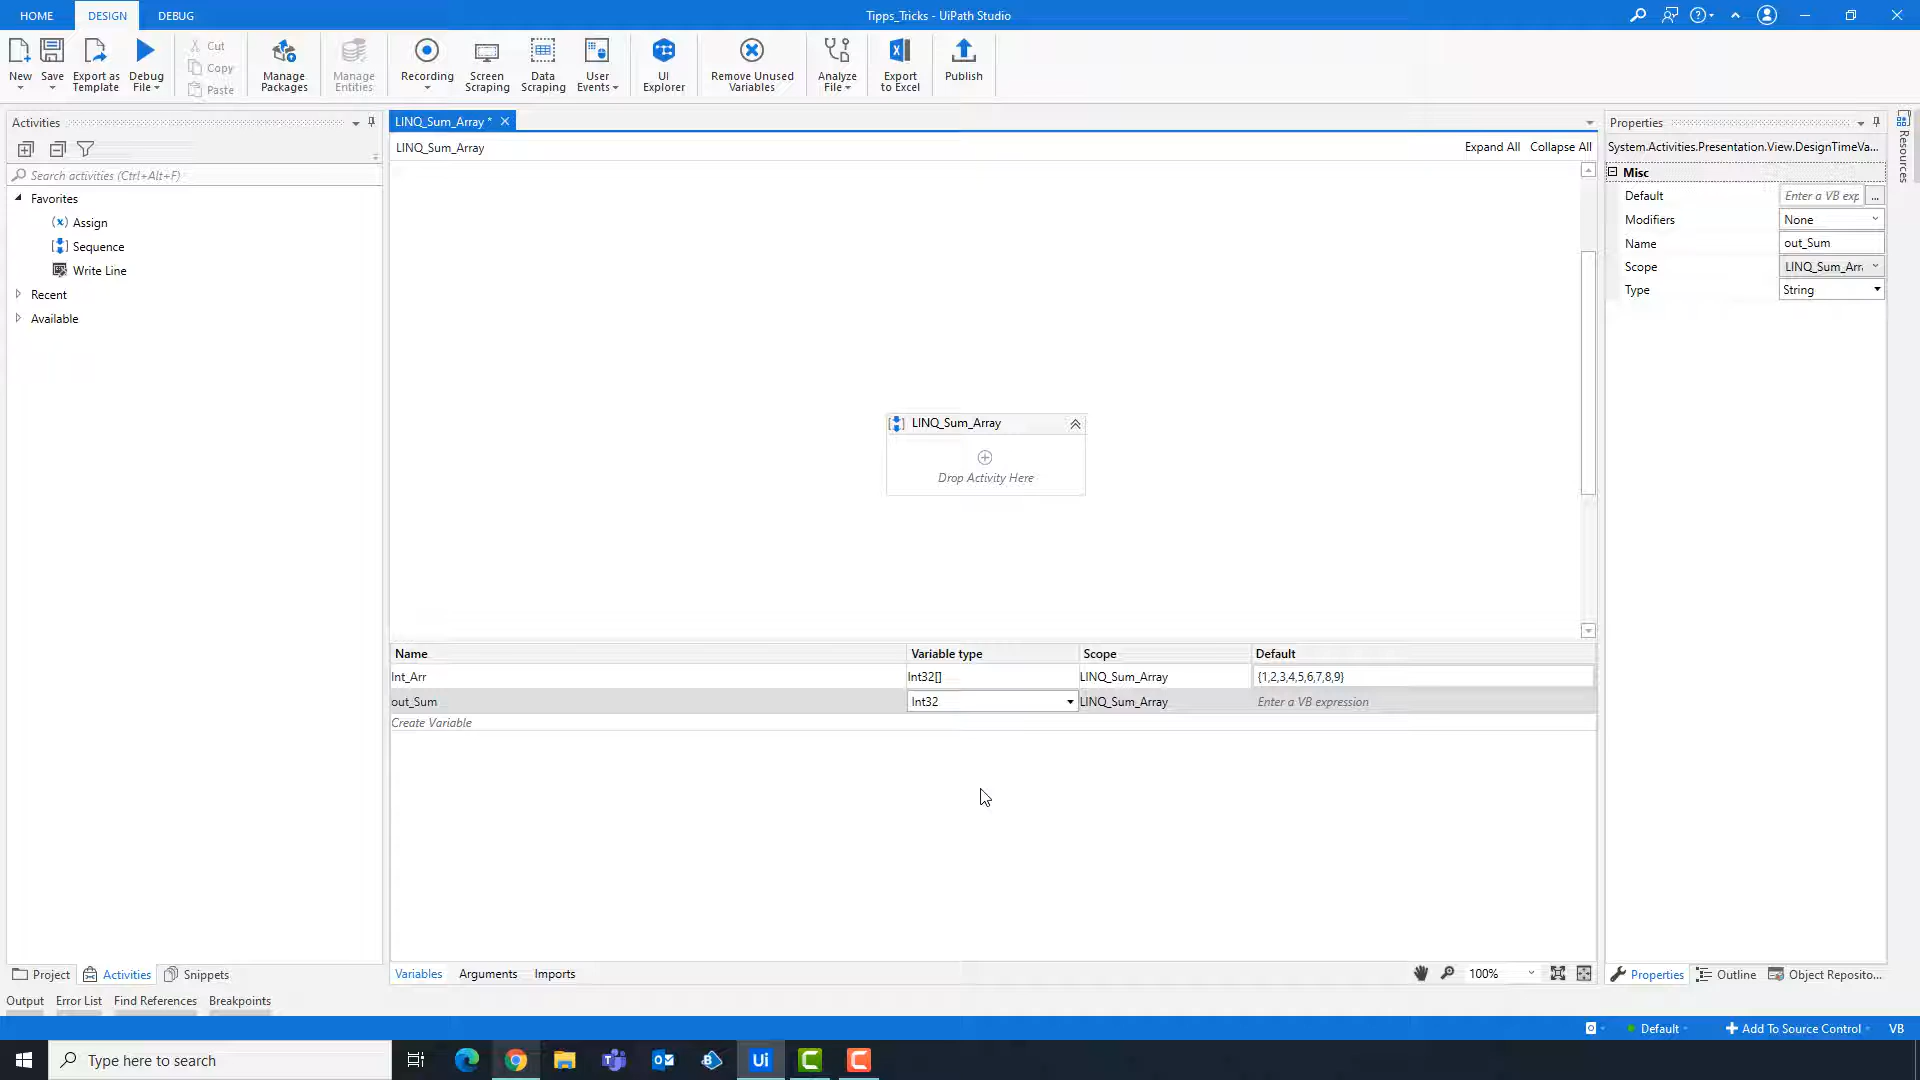 HOME DESIGN DEBUG
Tipps_Tricks - UiPath Studio
New Save Export as Template Debug File
Cut
Copy
Paste
Manage Packages Manage Entities Recording Screen Scraping Data Scraping User Events UI Explorer Remove Unused Variables Analyze File Export to Excel Publish
Activities
Search activities (Ctrl+Alt+F)
Favorites
Assign
Sequence
Write Line
Recent
Available
LINQ_Sum_Array *
LINQ_Sum_Array
Expand All Collapse All
LINQ_Sum_Array
Drop Activity Here
Name Variable type Scope Default
Int_Arr Int32[] LINQ_Sum_Array {1,2,3,4,5,6,7,8,9}
out_Sum Int32 LINQ_Sum_Array Enter a VB expression
Create Variable
Variables Arguments Imports
100%
Properties
System.Activities.Presentation.View.DesignTimeVa...
Misc
Default Enter a VB exp ...
Modifiers None
Name out_Sum
Scope LINQ_Sum_Arr
Type String
Resources
Project Activities Snippets
Properties Outline Object Reposito...
Output Error List Find References Breakpoints
Default Add To Source Control VB
Type here to search
Ui